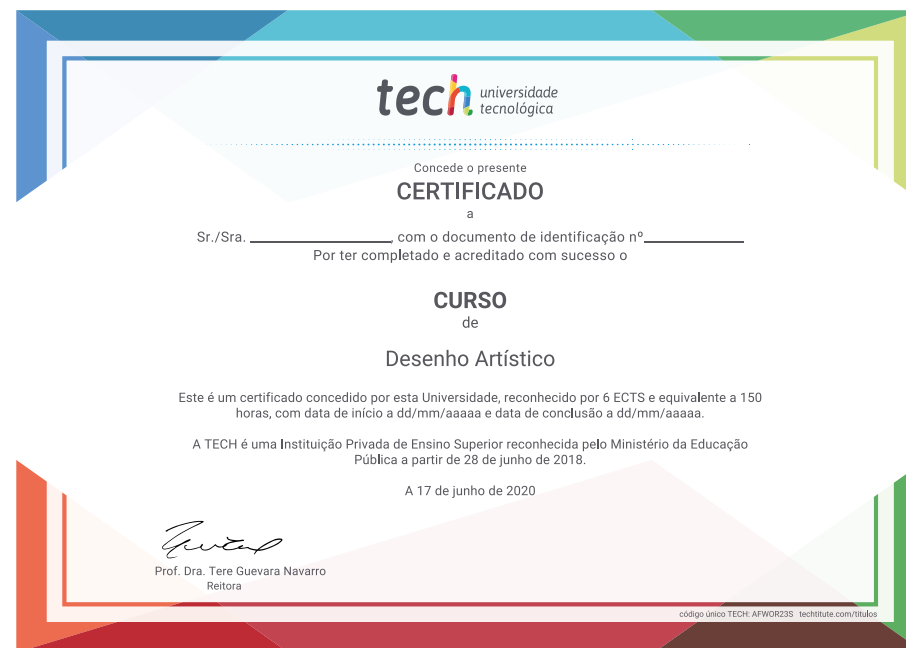 tech universidade
tecnológica
Concede o presente
CERTIFICADO
a
Sr./Sra. , com o documento de identificação nº
Por ter completado e acreditado com sucesso o
CURSO
de
Desenho Artístico
Este é um certificado concedido por esta Universidade, reconhecido por 6 ECTS e equivalente a 150
horas, com data de início a dd/mm/aaaaa e data de conclusão a dd/mm/aaaaa.
A TECH é uma Instituição Privada de Ensino Superior reconhecida pelo Ministério da Educação
Pública a partir de 28 de junho de 2018.
A 17 de junho de 2020
Prof. Dra. Tere Guevara Navarro
Reitora
código único TECH: AFWOR23S techtitute.com/titulos